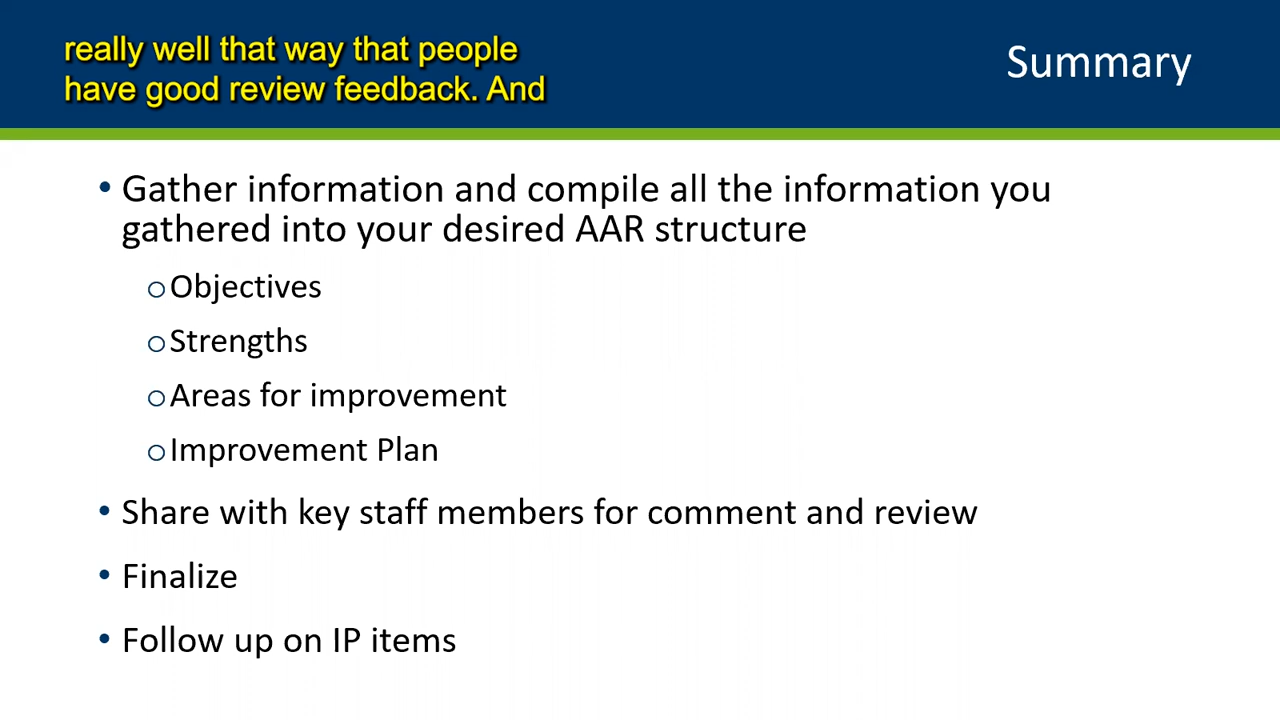 really well that way that people
have good review feedback. And
Summary
• Gather information and compile all the information you
gathered into your desired AAR structure
o Objectives
o Strengths
o Areas for improvement
o Improvement Plan
• Share with key staff members for comment and review
• Finalize
• Follow up on IP items